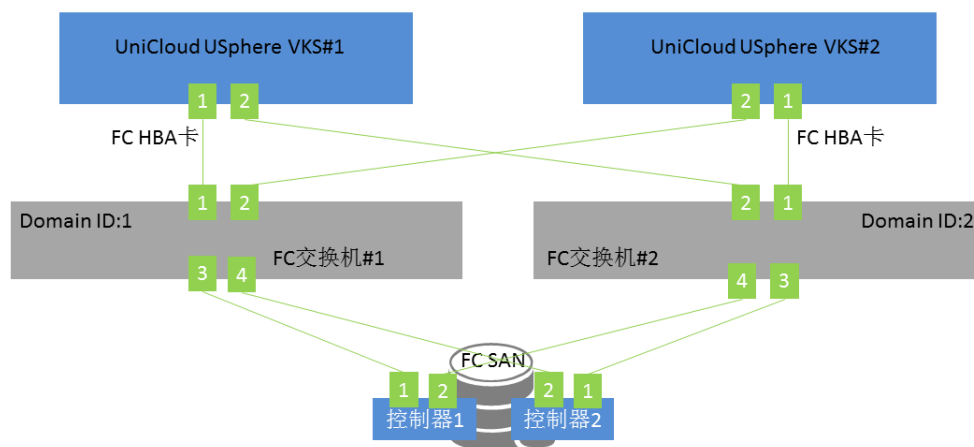 UniCloud USphere VKS#1
UniCloud USphere VKS#2
1 2
2 1
FC HBA卡
FC HBA卡
1 2
2 1
Domain ID:1
Domain ID:2
FC交换机#1
FC交换机#2
3 4
4 3
FC SAN
1 2
2 1
控制器1
控制器2